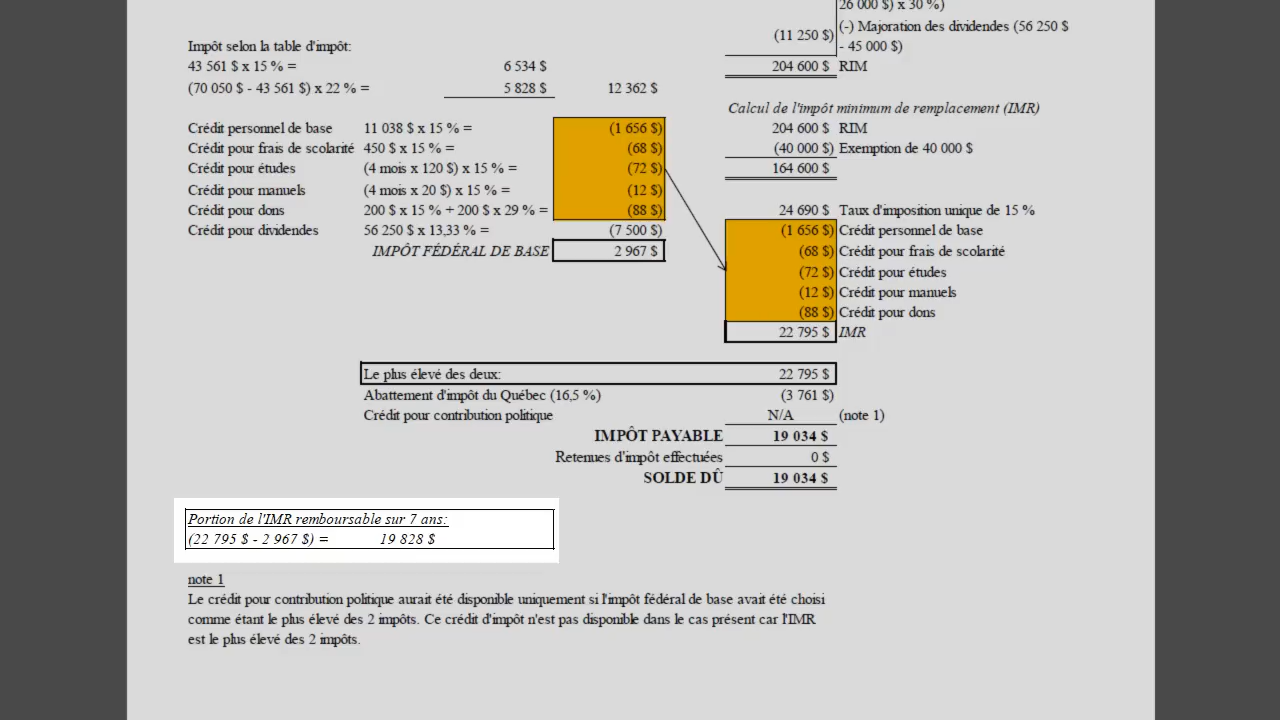 26 000 $) x 30 %)
(11 250 $) (-) Majoration des dividendes (56 250 $ - 45 000 $)
204 600 $ RIM
Impôt selon la table d'impôt:
43 561 $ x 15 % = 6 534 $
(70 050 $ - 43 561 $) x 22 % = 5 828 $ 12 362 $
Crédit personnel de base 11 038 $ x 15 % = (1 656 $)
Crédit pour frais de scolarité 450 $ x 15 % = (68 $)
Crédit pour études (4 mois x 120 $) x 15 % = (72 $)
Crédit pour manuels (4 mois x 20 $) x 15 % = (12 $)
Crédit pour dons 200 $ x 15 % + 200 $ x 29 % = (88 $)
Crédit pour dividendes 56 250 $ x 13,33 % = (7 500 $)
IMPÔT FÉDÉRAL DE BASE 2 967 $
Calcul de l'impôt minimum de remplacement (IMR)
204 600 $ RIM
(40 000 $) Exemption de 40 000 $
164 600 $
24 690 $ Taux d'imposition unique de 15 %
(1 656 $) Crédit personnel de base
(68 $) Crédit pour frais de scolarité
(72 $) Crédit pour études
(12 $) Crédit pour manuels
(88 $) Crédit pour dons
22 795 $ IMR
Le plus élevé des deux: 22 795 $
Abattement d'impôt du Québec (16,5 %) (3 761 $)
Crédit pour contribution politique N/A (note 1)
IMPÔT PAYABLE 19 034 $
Retenues d'impôt effectuées 0 $
SOLDE DÛ 19 034 $
Portion de l'IMR remboursable sur 7 ans:
(22 795 $ - 2 967 $) = 19 828 $
note 1
Le crédit pour contribution politique aurait été disponible uniquement si l'impôt fédéral de base avait été choisi
comme étant le plus élevé des 2 impôts. Ce crédit d'impôt n'est pas disponible dans le cas présent car l'IMR
est le plus élevé des 2 impôts.